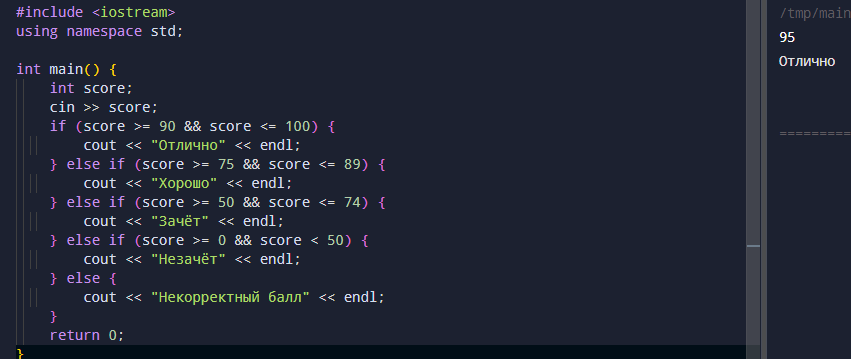 #include <iostream>
using namespace std;
int main() {
int score;
cin >> score;
if (score >= 90 && score <= 100) {
cout << "Отлично" << endl;
} else if (score >= 75 && score <= 89) {
cout << "Хорошо" << endl;
} else if (score >= 50 && score <= 74) {
cout << "Зачёт" << endl;
} else if (score >= 0 && score < 50) {
cout << "Незачёт" << endl;
} else {
cout << "Некорректный балл" << endl;
}
return 0;
}
/tmp/main
95
Отлично
==========